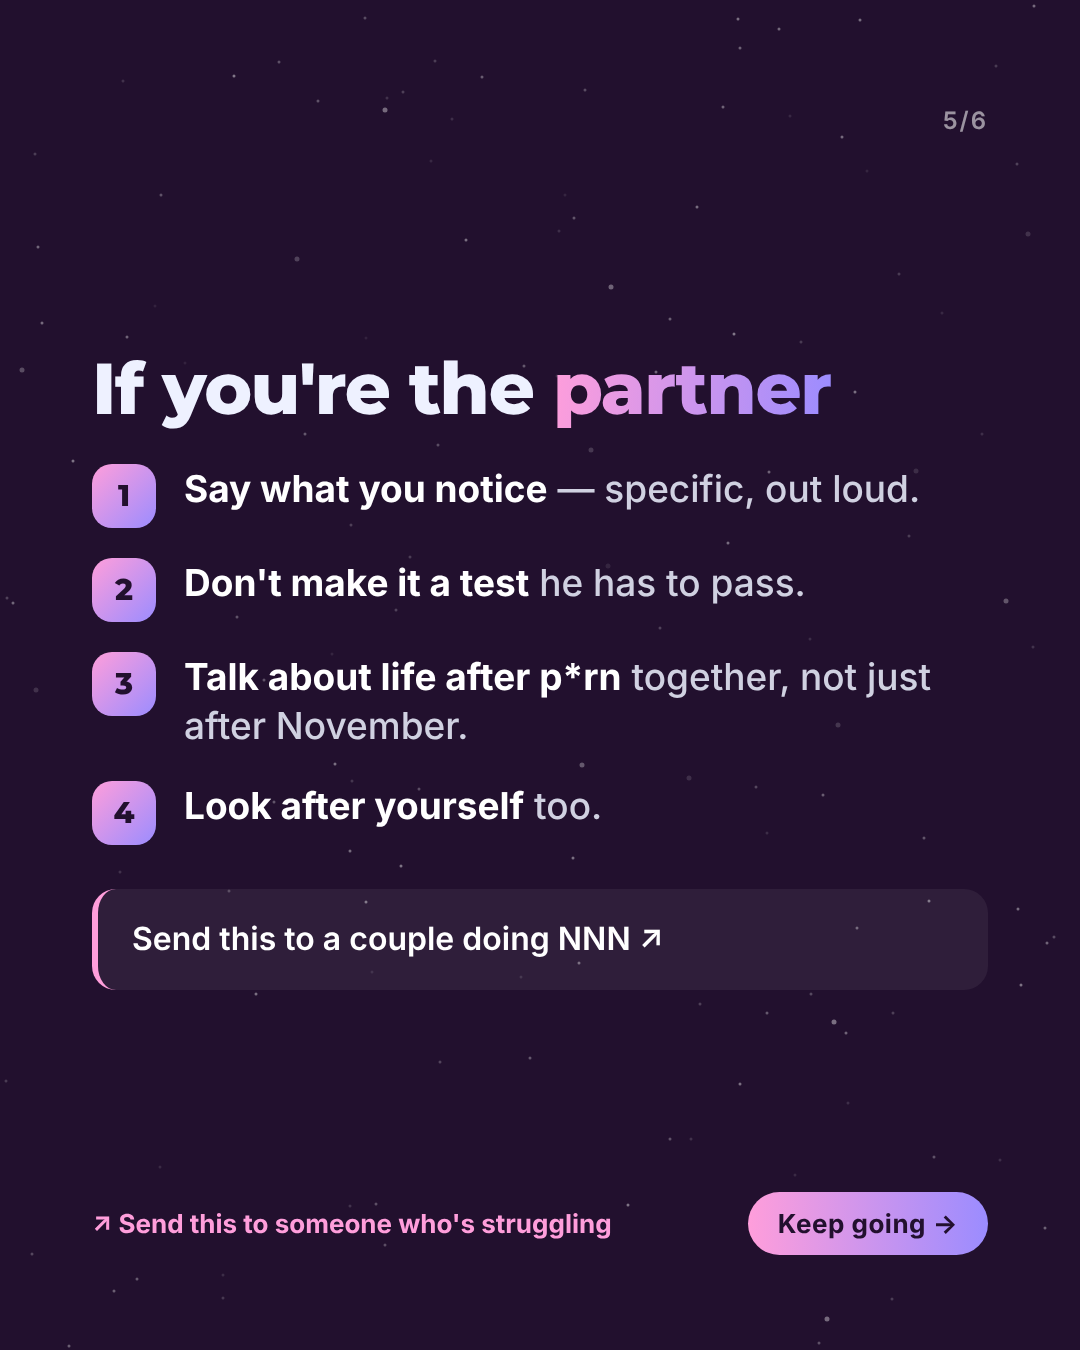 5/6
If you're the partner
1 Say what you notice — specific, out loud.
2 Don't make it a test he has to pass.
3 Talk about life after p*rn together, not just
after November.
4 Look after yourself too.
Send this to a couple doing NNN ↗
↗ Send this to someone who's struggling
Keep going →